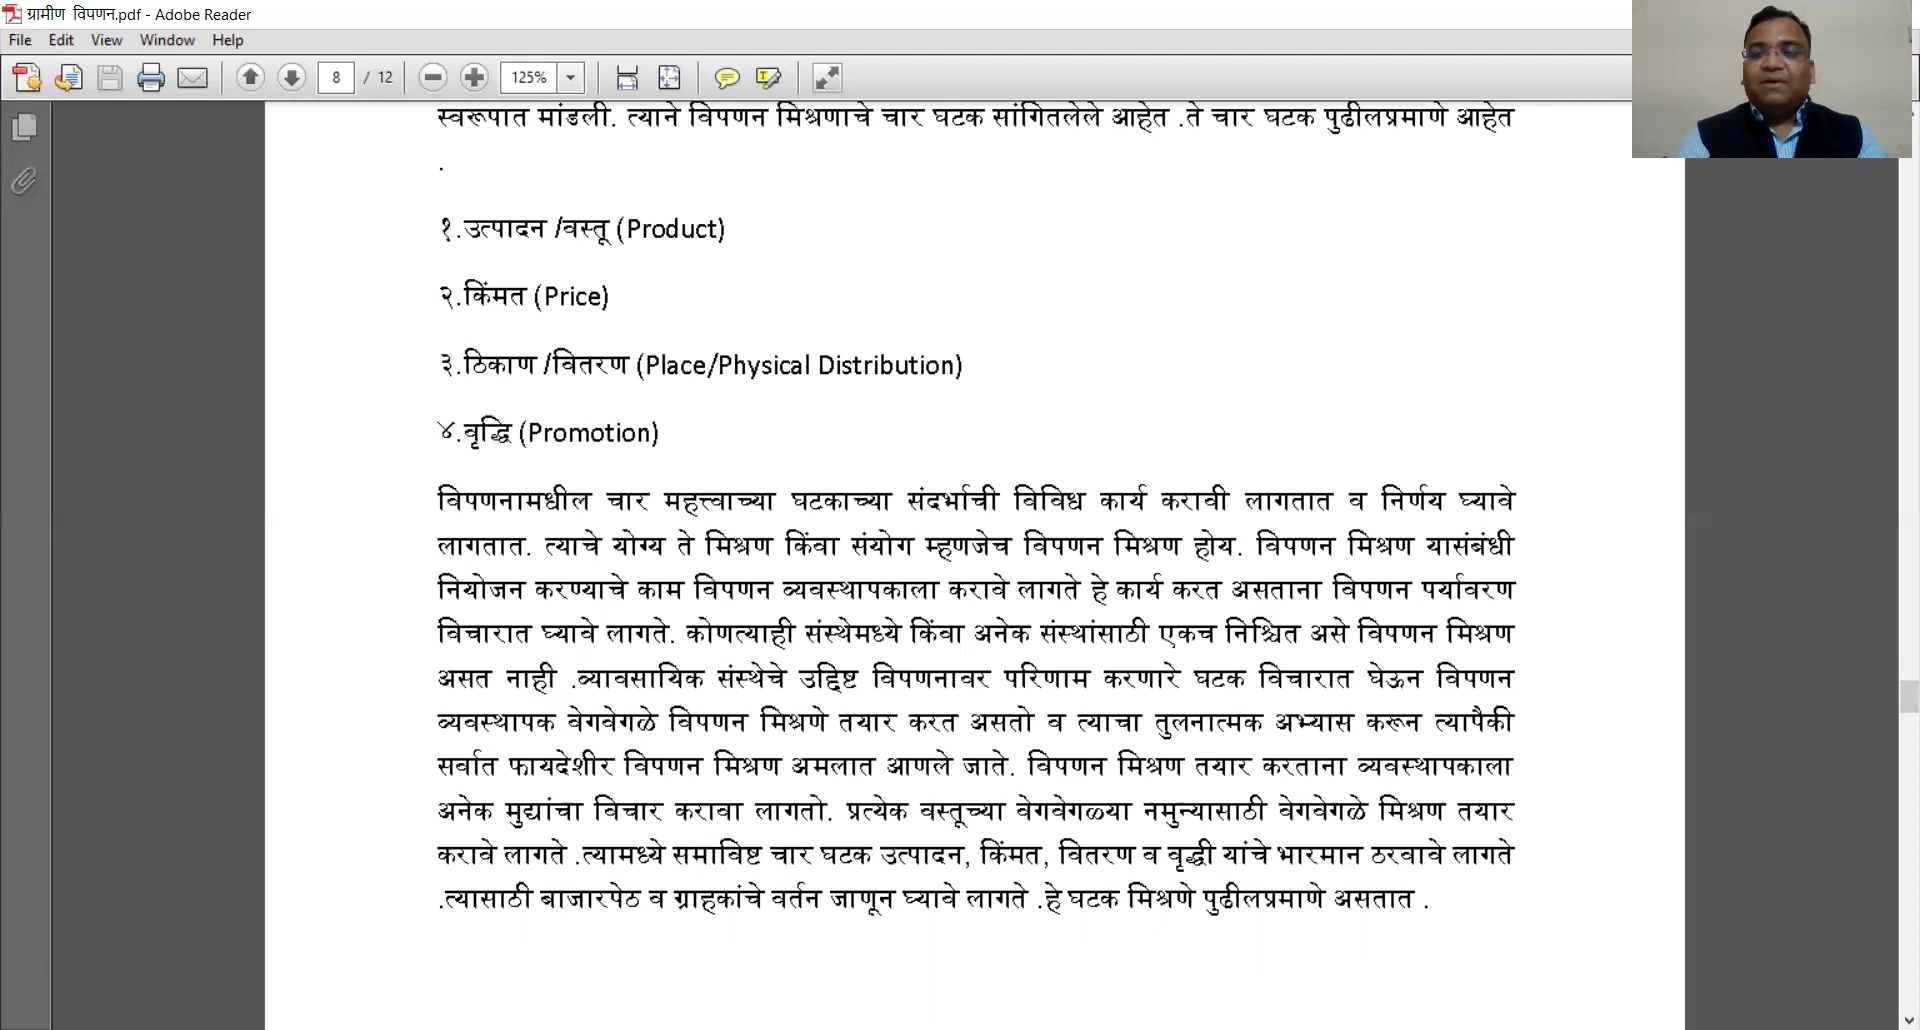 ग्रामीण विपणन.pdf - Adobe Reader
File Edit View Window Help
8 / 12 125%
स्वरूपात मांडली. त्याने विपणन मिश्रणाचे चार घटक सांगितलेले आहेत .ते चार घटक पुढीलप्रमाणे आहेत
.
१.उत्पादन /वस्तू (Product)
२.किंमत (Price)
३.ठिकाण /वितरण (Place/Physical Distribution)
४.वृद्धि (Promotion)
विपणनामधील चार महत्त्वाच्या घटकाच्या संदर्भाची विविध कार्य करावी लागतात व निर्णय घ्यावे
लागतात. त्याचे योग्य ते मिश्रण किंवा संयोग म्हणजेच विपणन मिश्रण होय. विपणन मिश्रण यासंबंधी
नियोजन करण्याचे काम विपणन व्यवस्थापकाला करावे लागते हे कार्य करत असताना विपणन पर्यावरण
विचारात घ्यावे लागते. कोणत्याही संस्थेमध्ये किंवा अनेक संस्थांसाठी एकच निश्चित असे विपणन मिश्रण
असत नाही .व्यावसायिक संस्थेचे उद्दिष्ट विपणनावर परिणाम करणारे घटक विचारात घेऊन विपणन
व्यवस्थापक वेगवेगळे विपणन मिश्रणे तयार करत असतो व त्याचा तुलनात्मक अभ्यास करून त्यापैकी
सर्वात फायदेशीर विपणन मिश्रण अमलात आणले जाते. विपणन मिश्रण तयार करताना व्यवस्थापकाला
अनेक मुद्यांचा विचार करावा लागतो. प्रत्येक वस्तूच्या वेगवेगळ्या नमुन्यासाठी वेगवेगळे मिश्रण तयार
करावे लागते .त्यामध्ये समाविष्ट चार घटक उत्पादन, किंमत, वितरण व वृद्धी यांचे भारमान ठरवावे लागते
.त्यासाठी बाजारपेठ व ग्राहकांचे वर्तन जाणून घ्यावे लागते .हे घटक मिश्रणे पुढीलप्रमाणे असतात .